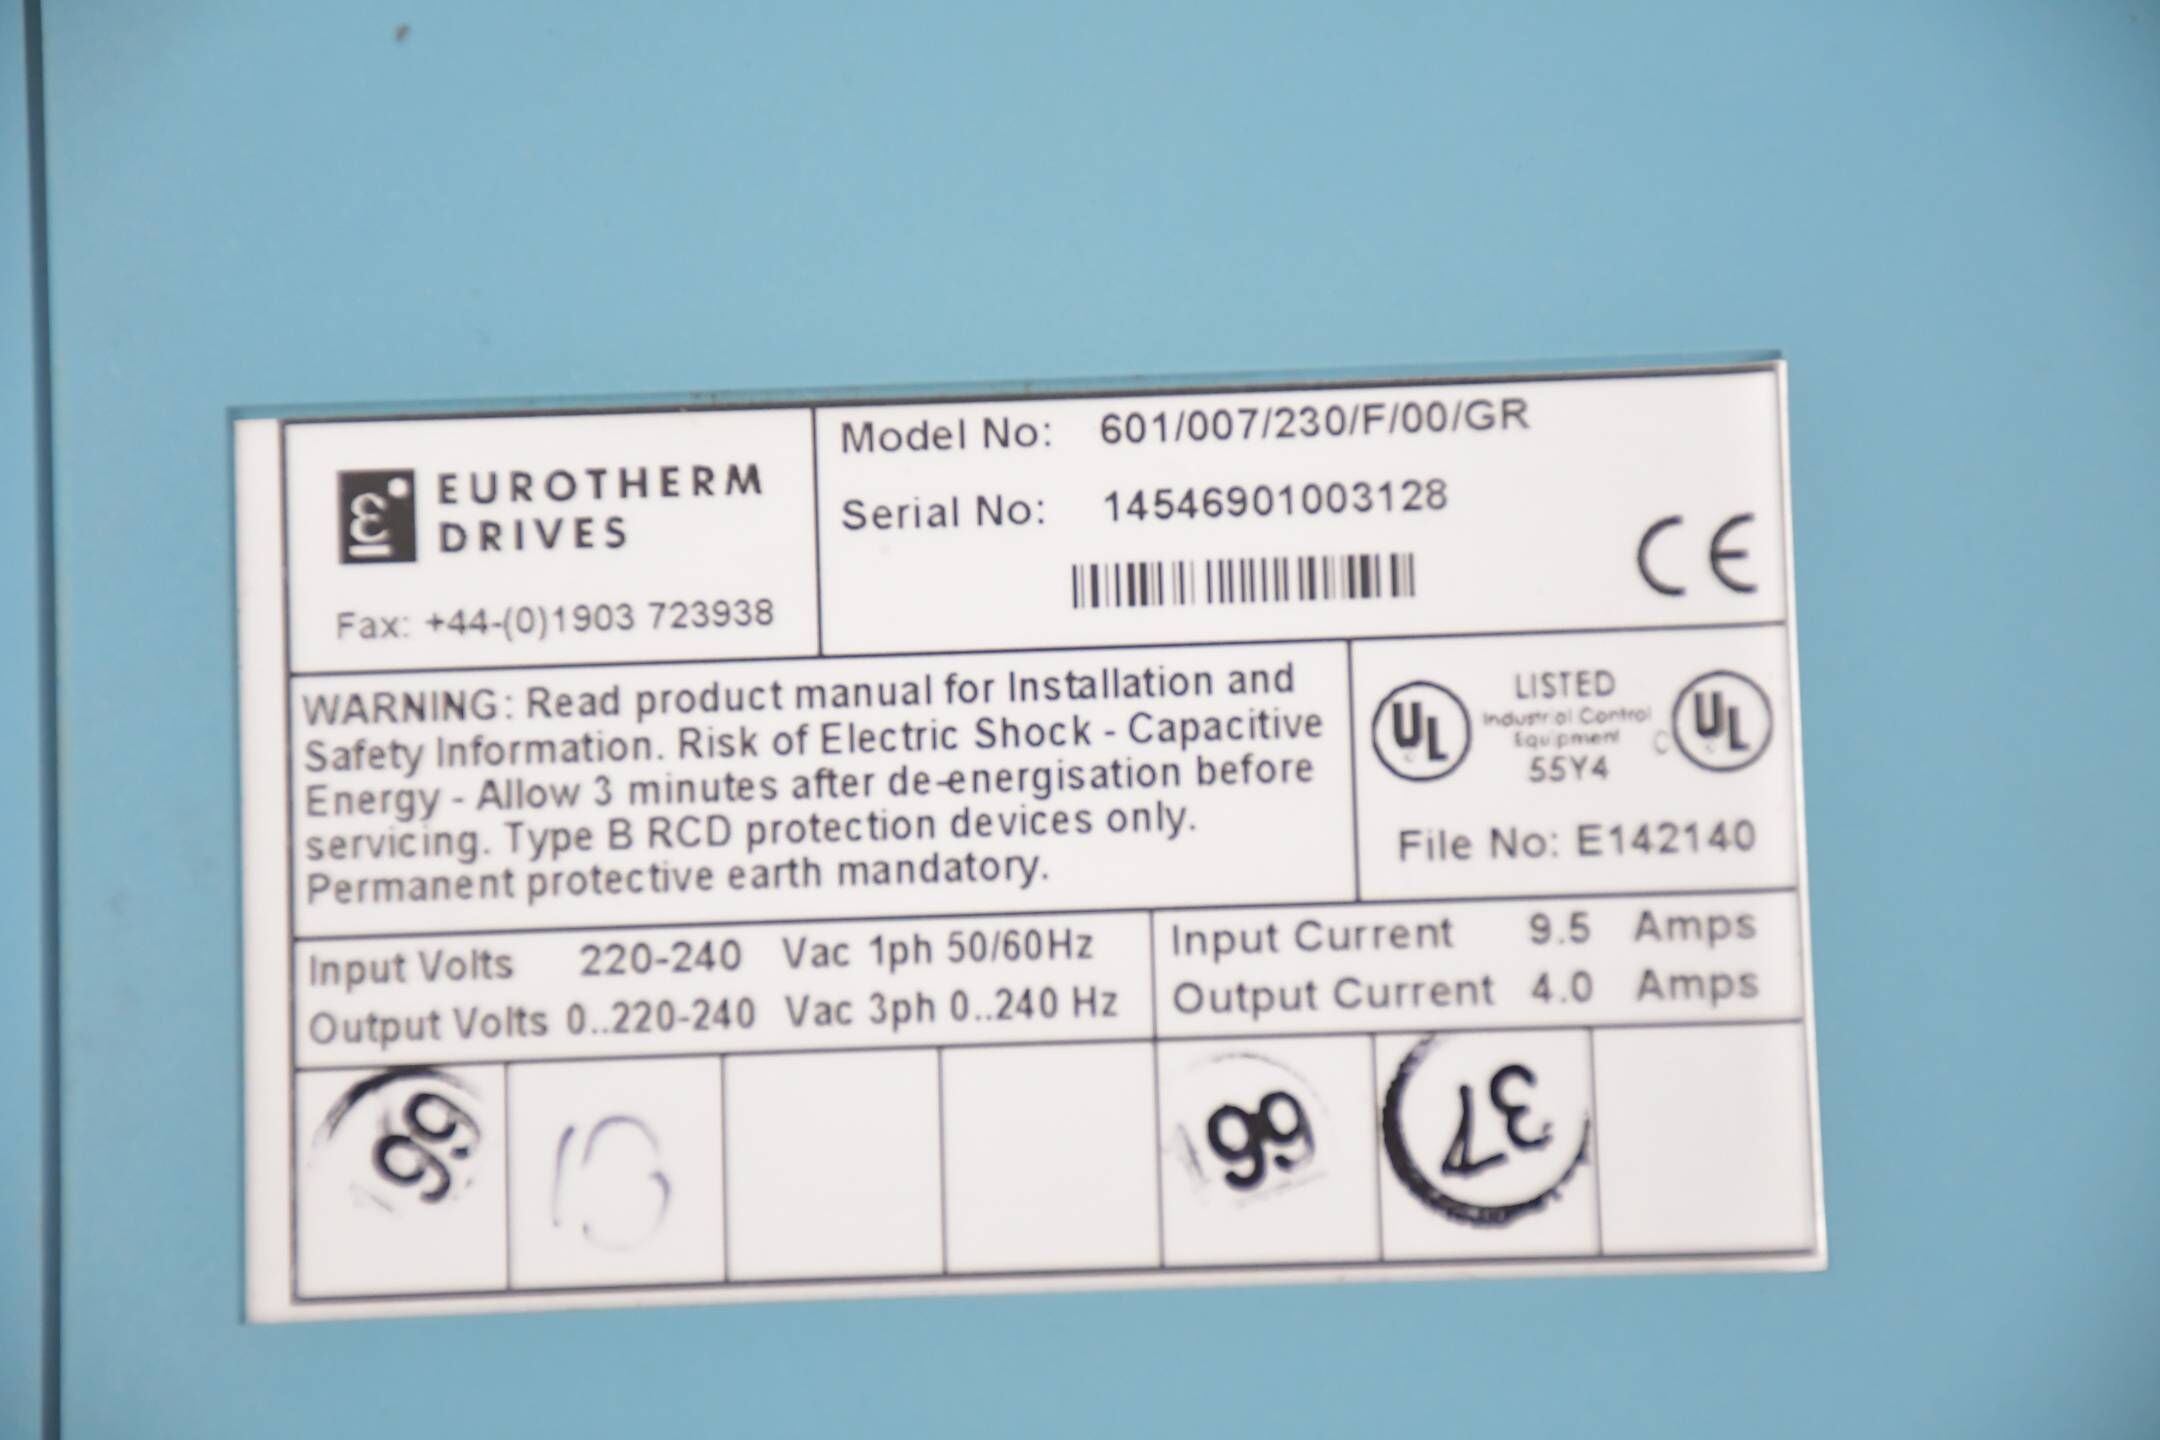 EUROTHERM
DRIVES
Fax: +44-(0)1903 723938
Model No: 601/007/230/F/00/GR
Serial No: 14546901003128
CE
WARNING: Read product manual for Installation and
Safety Information. Risk of Electric Shock - Capacitive
Energy - Allow 3 minutes after de-energisation before
servicing. Type B RCD protection devices only.
Permanent protective earth mandatory.
UL
LISTED
Industrial Control
Equipment
55Y4
C UL
File No: E142140
Input Volts 220-240 Vac 1ph 50/60Hz
Output Volts 0..220-240 Vac 3ph 0..240 Hz
Input Current 9.5 Amps
Output Current 4.0 Amps
37